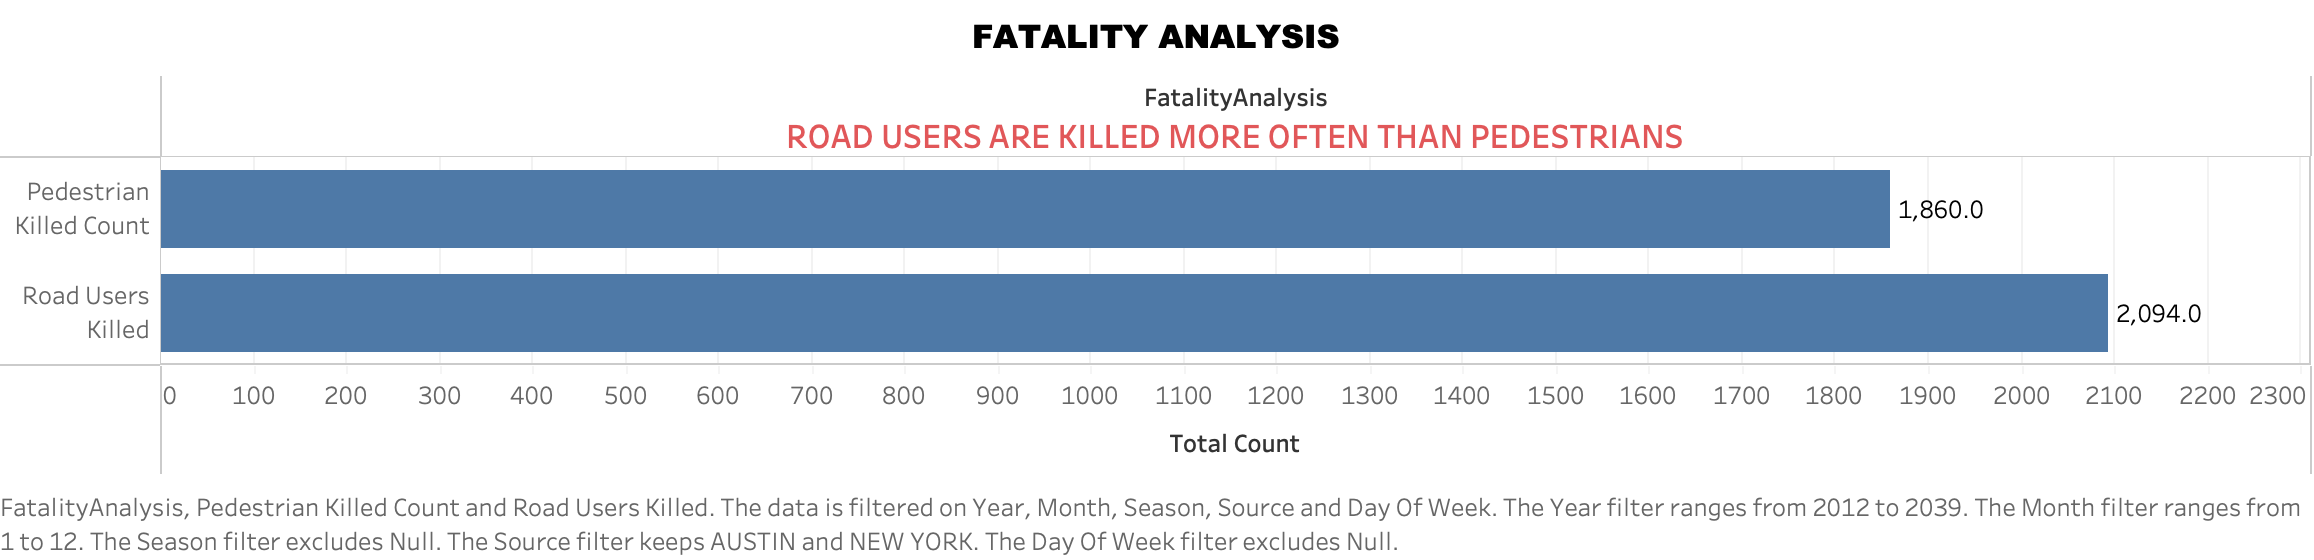 FATALITY ANALYSIS
FatalityAnalysis
ROAD USERS ARE KILLED MORE OFTEN THAN PEDESTRIANS
Pedestrian
Killed Count
1,860.0
Road Users
Killed
2,094.0
0 100 200 300 400 500 600 700 800 900 1000 1100 1200 1300 1400 1500 1600 1700 1800 1900 2000 2100 2200 2300
Total Count
FatalityAnalysis, Pedestrian Killed Count and Road Users Killed. The data is filtered on Year, Month, Season, Source and Day Of Week. The Year filter ranges from 2012 to 2039. The Month filter ranges from
1 to 12. The Season filter excludes Null. The Source filter keeps AUSTIN and NEW YORK. The Day Of Week filter excludes Null.